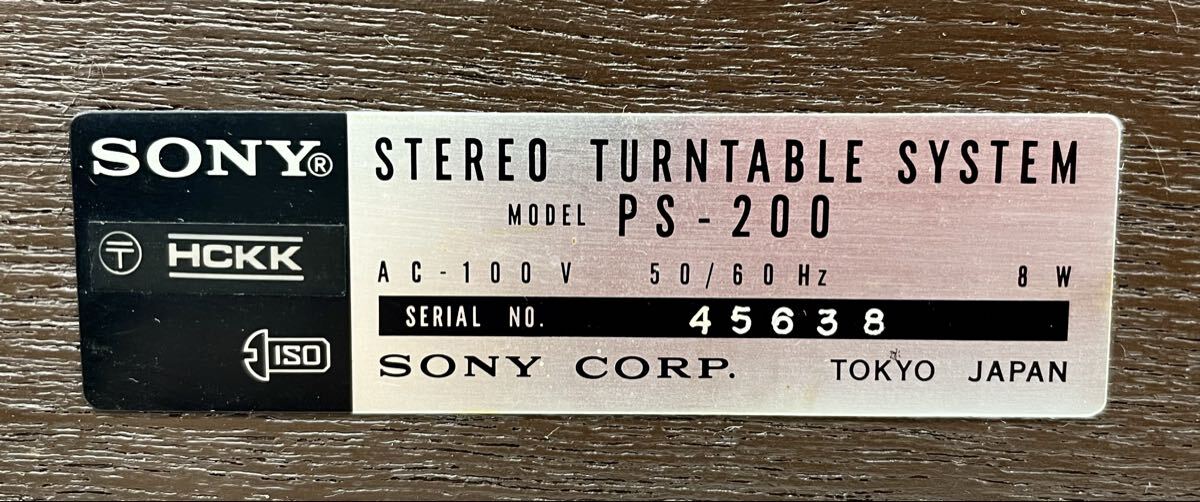 SONY®
〒 HCKK
ISO
STEREO TURNTABLE SYSTEM
MODEL PS-200
AC-100V 50/60Hz 8W
SERIAL NO. 45638
SONY CORP. TOKYO JAPAN